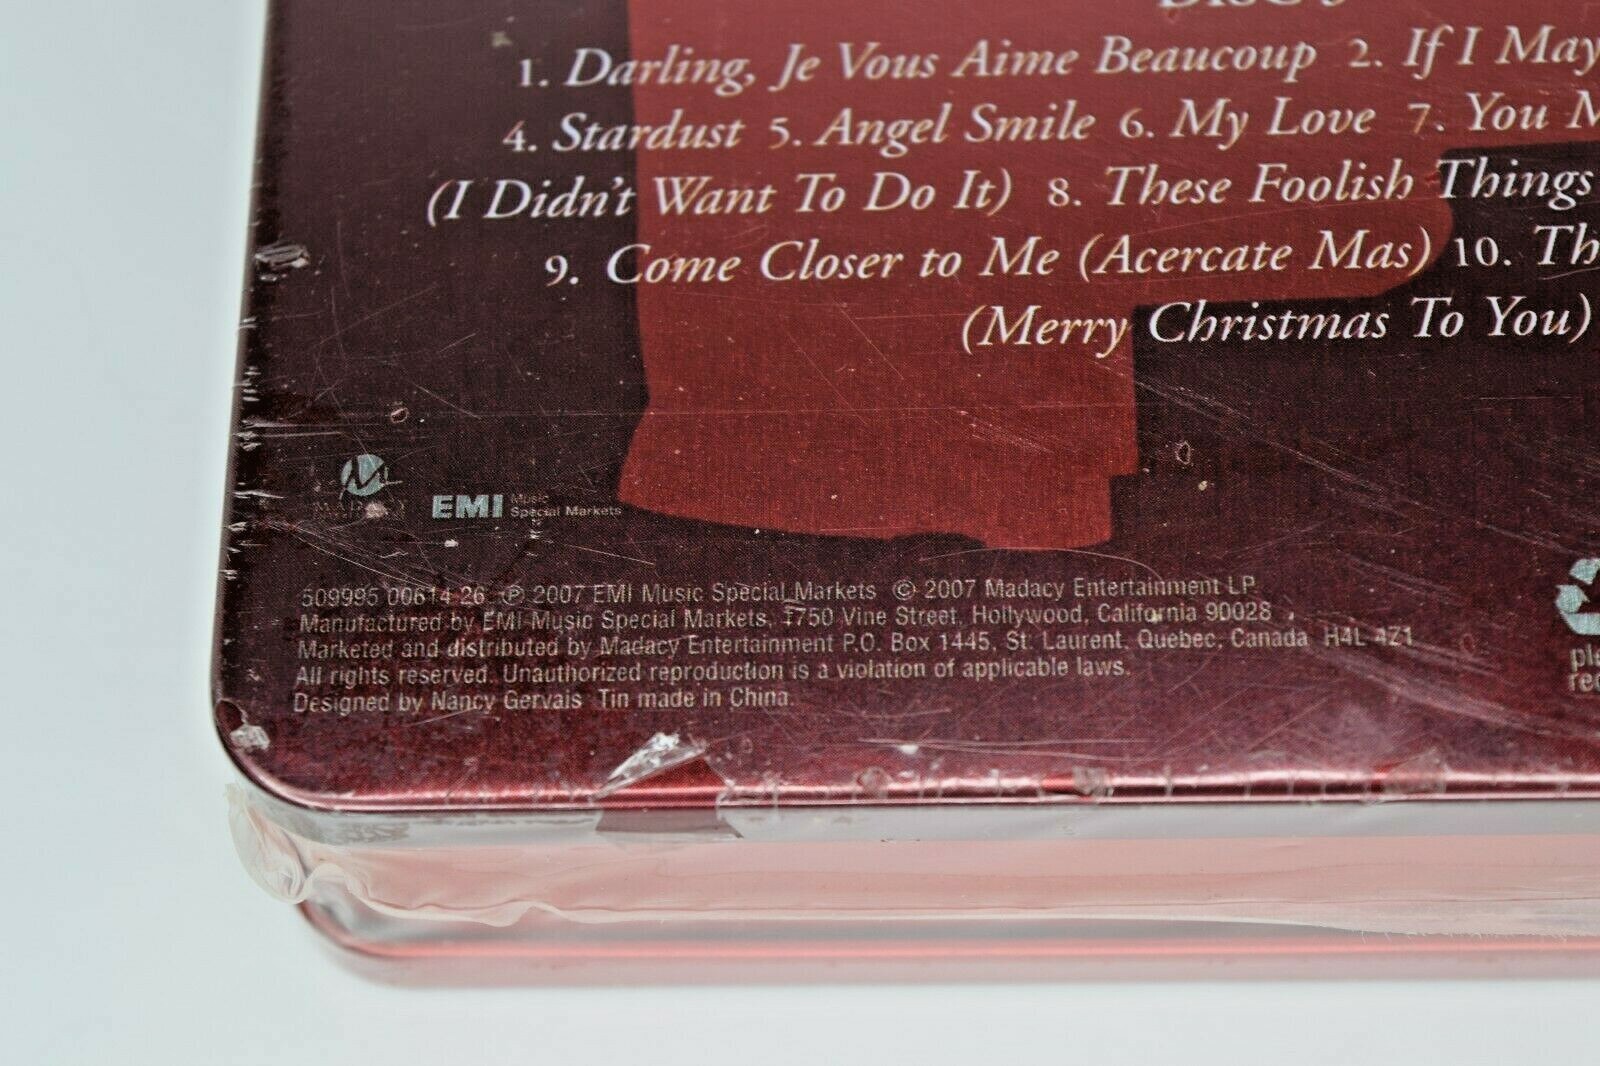 1. Darling, Je Vous Aime Beaucoup 2. If I May
4. Stardust 5. Angel Smile 6. My Love 7. You
(I Didn't Want To Do It) 8. These Foolish Things
9. Come Closer to Me (Acercate Mas) 10. Th
(Merry Christmas To You)
EMI Music
Special Markets
509995 00614 26 ℗ 2007 EMI Music Special Markets © 2007 Madacy Entertainment LP
Manufactured by EMI Music Special Markets, 1750 Vine Street, Hollywood, California 90028
Marketed and distributed by Madacy Entertainment P.O. Box 1445, St. Laurent, Quebec, Canada H4L 4Z1
All rights reserved. Unauthorized reproduction is a violation of applicable laws.
Designed by Nancy Gervais Tin made in China.